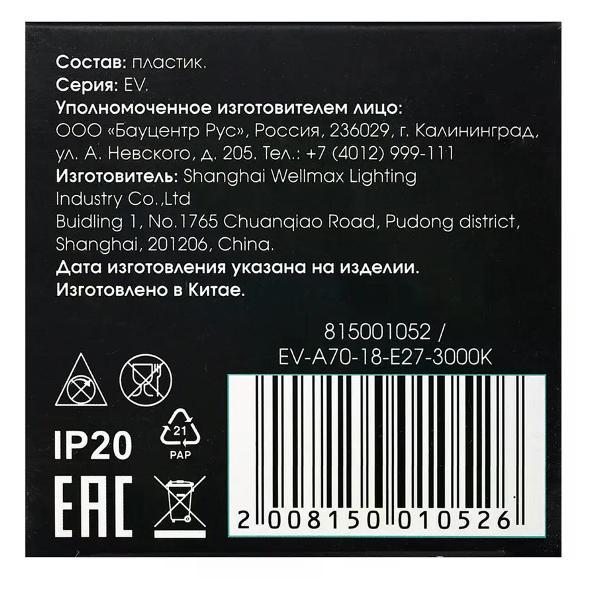 Состав: пластик.
Серия: EV.
Уполномоченное изготовителем лицо:
ООО «Бауцентр Рус», Россия, 236029, г. Калининград,
ул. А. Невского, д. 205. Тел.: +7 (4012) 999-111
Изготовитель: Shanghai Wellmax Lighting
Industry Co.,Ltd
Buidling 1, No.1765 Chuanqiao Road, Pudong district,
Shanghai, 201206, China.
Дата изготовления указана на изделии.
Изготовлено в Китае.
815001052 /
EV-A70-18-E27-3000K
IP20
21
PAP
EAC
2 008150 010526